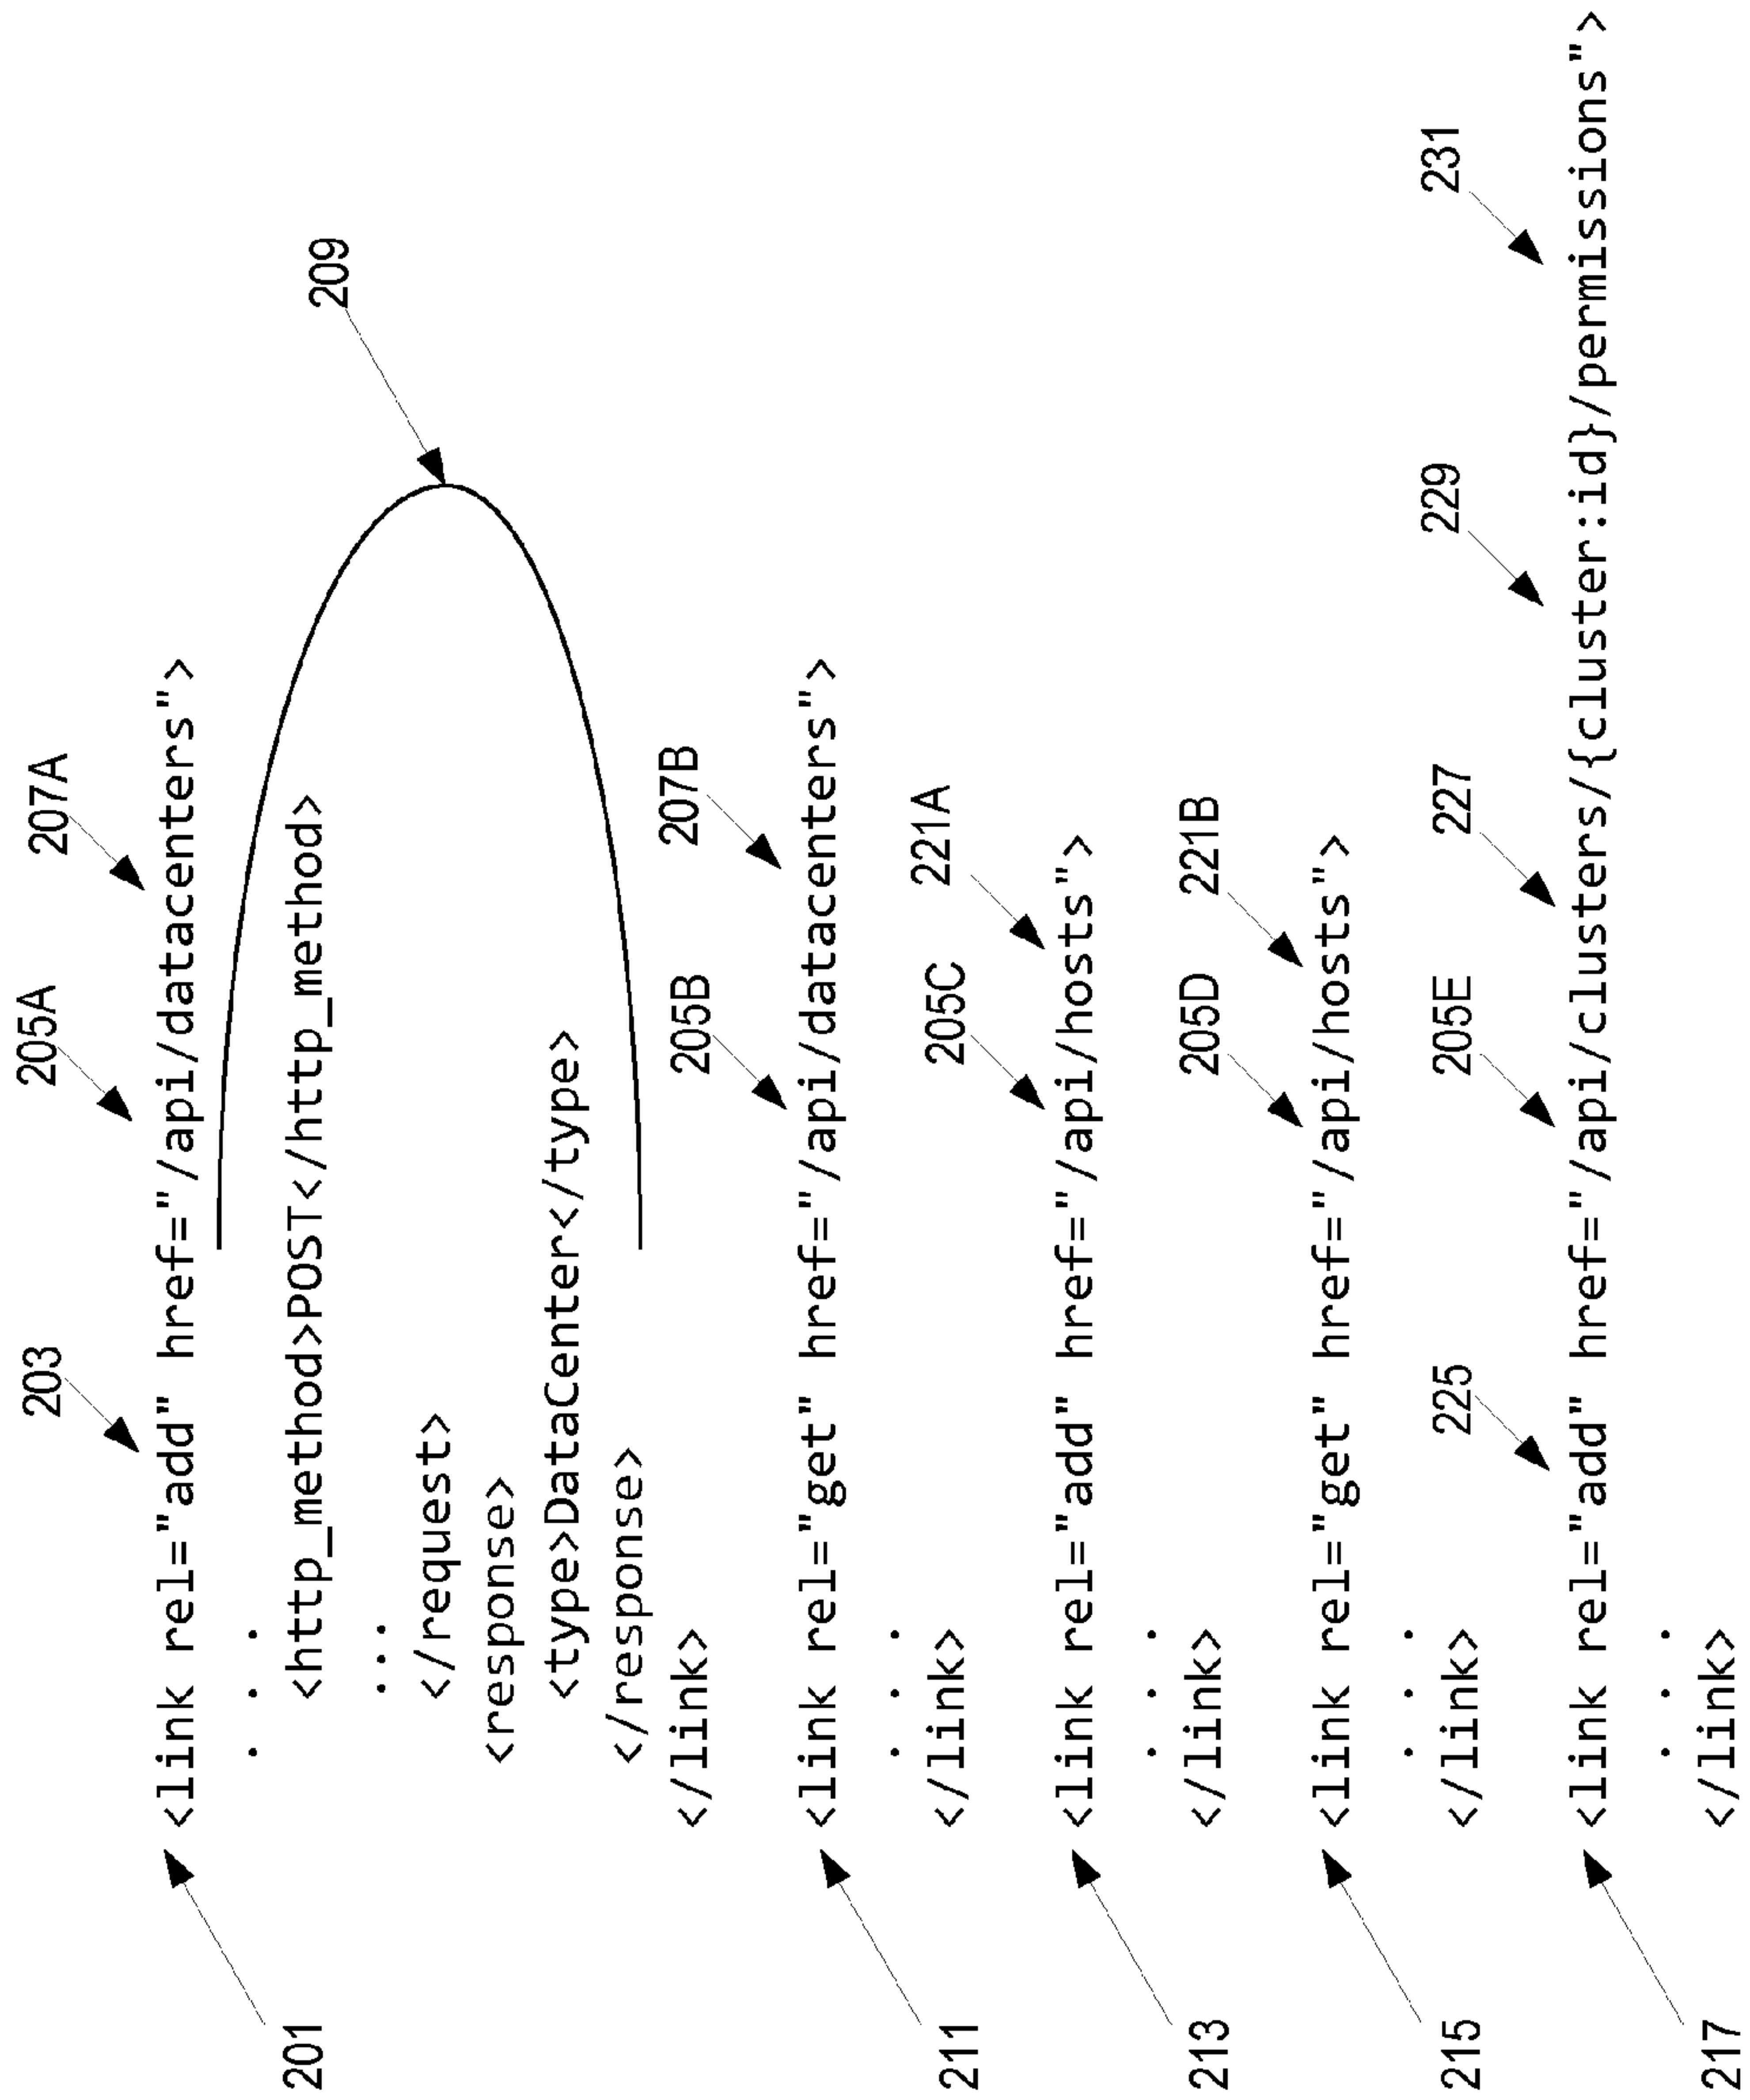 203 205A 207A
201 <link rel="add" href="/api/datacenters">
. . .
<http_method>POST</http_method>
209
...
</request>
<response>
<type>DataCenter</type>
</response>
</link>
205B 207B
211 <link rel="get" href="/api/datacenters">
. . .
</link>
205C 221A
213 <link rel="add" href="/api/hosts">
. . .
</link>
205D 221B
215 <link rel="get" href="/api/hosts">
. . .
</link>
225 205E 227 229 231
217 <link rel="add" href="/api/clusters/{cluster:id}/permissions">
. . .
</link>